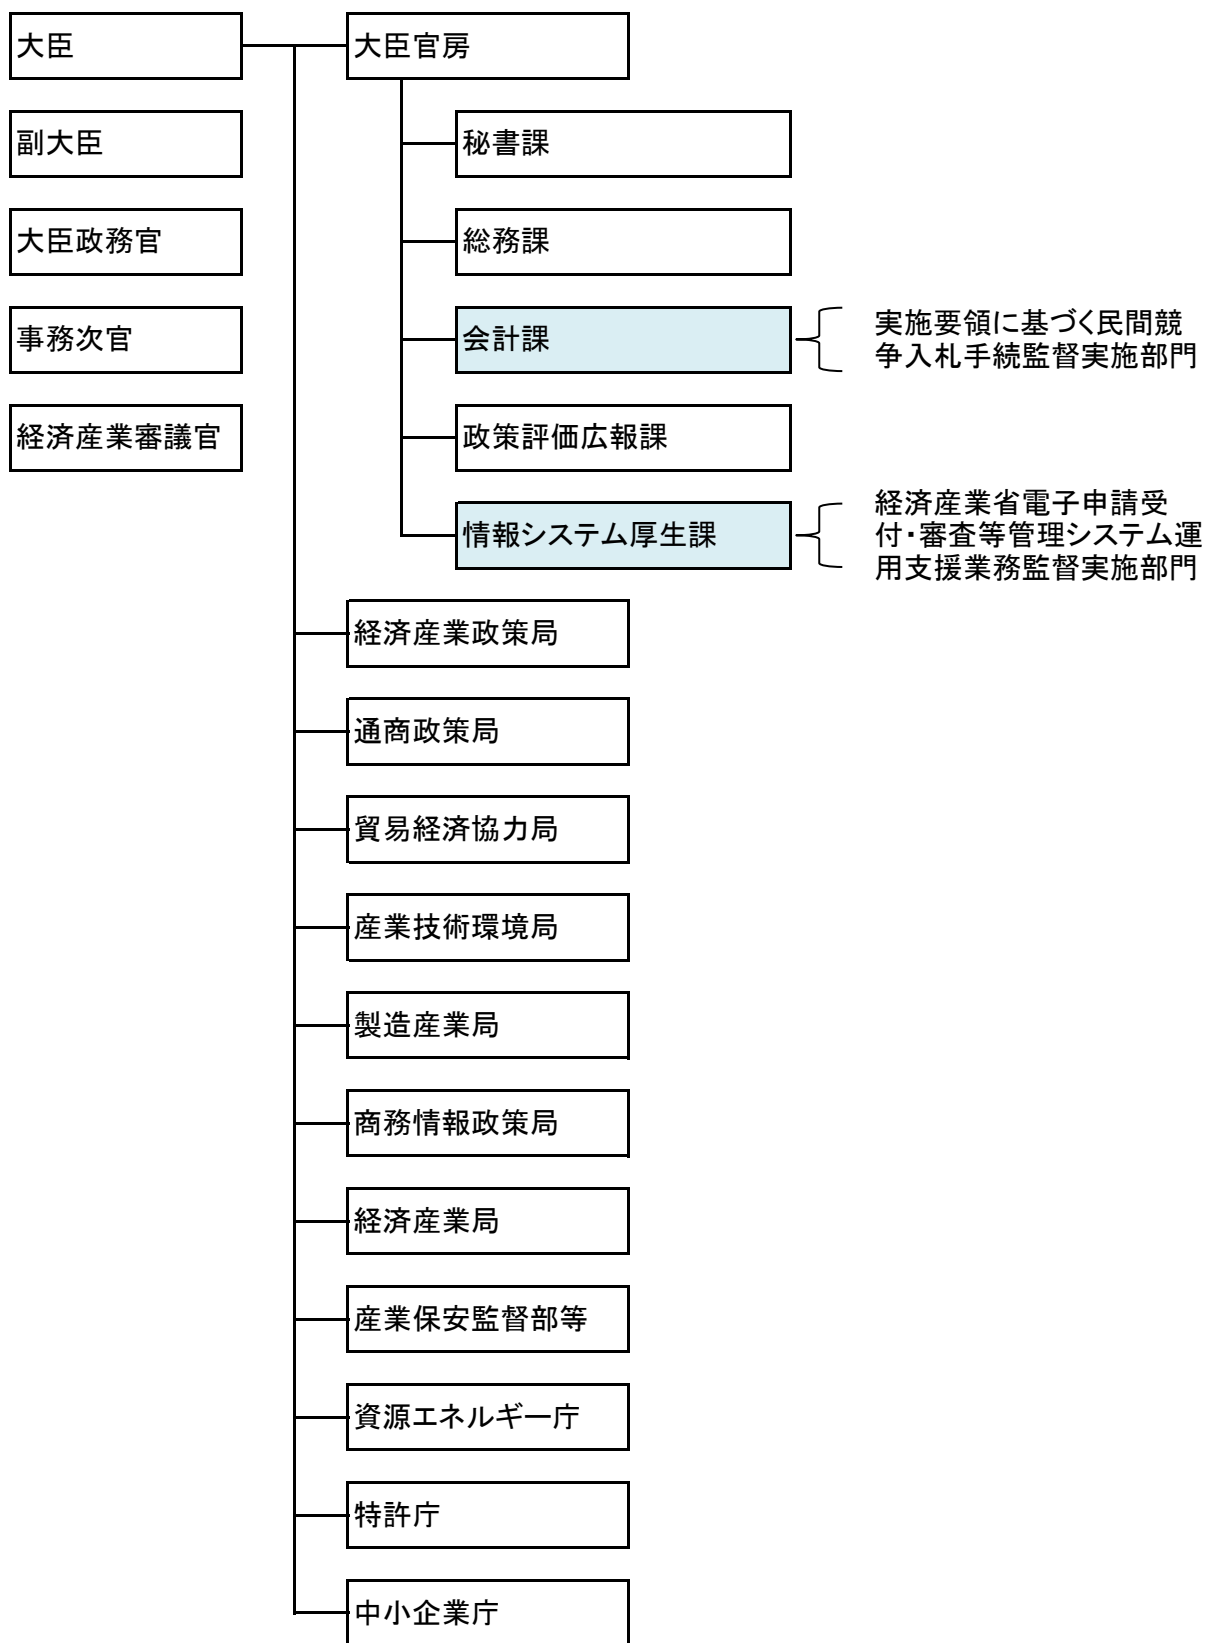 大臣
大臣官房
副大臣
秘書課
大臣政務官
総務課
事務次官
会計課
実施要領に基づく民間競
争入札手続監督実施部門
経済産業審議官
政策評価広報課
情報システム厚生課
経済産業省電子申請受
付・審査等管理システム運
用支援業務監督実施部門
経済産業政策局
通商政策局
貿易経済協力局
産業技術環境局
製造産業局
商務情報政策局
経済産業局
産業保安監督部等
資源エネルギー庁
特許庁
中小企業庁